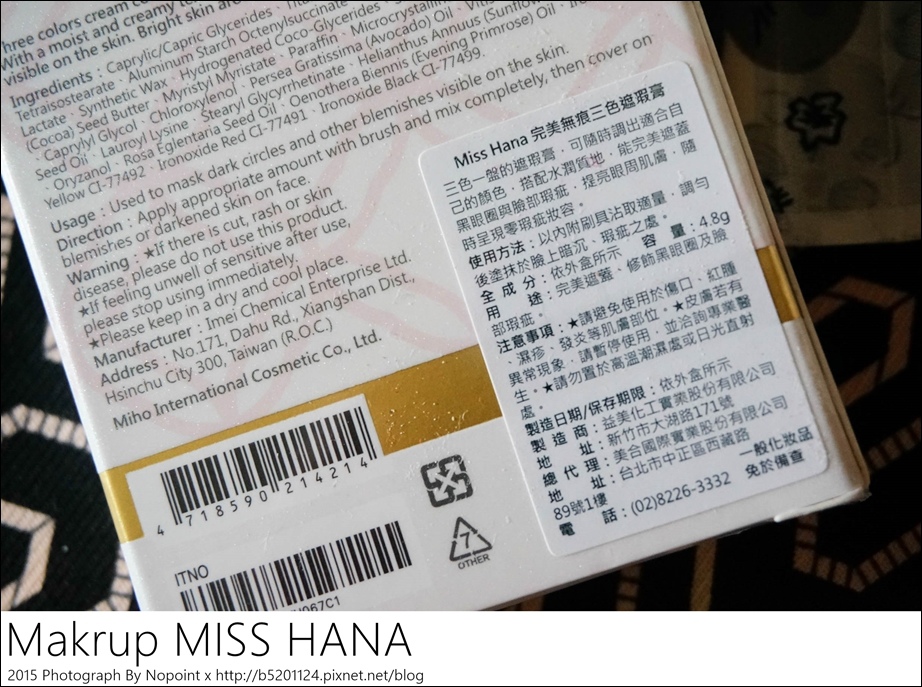 hree colors cream co
With a moist and creamy te
visible on the skin. Bright skin are
Ingredients : Caprylic/Capric Glycerides · Titan
Tetraisostearate · Aluminum Starch Octenylsuccinate
Lactate · Synthetic Wax · Hydrogenated Coco-Glycerides · 
(Cocoa) Seed Butter · Myristyl Myristate · Paraffin · Microcrystallin
· Caprylyl Glycol · Chloroxylenol · Persea Gratissima (Avocado) Oil · Vit
Seed Oil · Lauroyl Lysine · Stearyl Glycyrrhetinate · Helianthus Annuus (Sunflow
· Oryzanol · Rosa Eglentaria Seed Oil · Oenothera Biennis (Evening Primrose) Oil · Iro
Yellow CI-77492 · Ironoxide Red CI-77491 · Ironoxide Black CI-77499
Usage : Used to mask dark circles and other blemishes visible on the skin.
Direction : Apply appropriate amount with brush and mix completely, then cover on
blemishes or darkened skin on face.
Warning : ★If there is cut, rash or skin
disease, please do not use this product.
★If feeling unwell of sensitive after use,
please stop using immediately.
★Please keep in a dry and cool place.
Manufacturer : Imei Chemical Enterprise Ltd.
Address : No.171, Dahu Rd., Xiangshan Dist.,
Hsinchu City 300, Taiwan (R.O.C.)
Miho International Cosmetic Co., Ltd.
4 718590 214214
ITNO
067C1
7
OTHER
Miss Hana 完美無痕三色遮瑕膏
三色一盤的遮瑕膏，可隨時調出適合自
己的顏色，搭配水潤質地，能完美遮蓋
黑眼圈與臉部瑕疵，提亮眼周肌膚，隨
時呈現零瑕疵妝容。
使用方法：以內附刷具沾取適量，調勻
後塗抹於臉上暗沉、瑕疵之處。
全成分：依外盒所示 容量：4.8g
用途：完美遮蓋、修飾黑眼圈及臉
部瑕疵。
注意事項：★請避免使用於傷口、紅腫
、濕疹、發炎等肌膚部位。★皮膚若有
異常現象，請暫停使用，並洽詢專業醫
生。★請勿置於高溫潮濕處或日光直射
處。
製造日期/保存期限：依外盒所示
製造商：益美化工實業股份有限公司
地址：新竹市大湖路171號
總代理：美合國際實業股份有限公司
地址：台北市中正區西藏路
89號1樓 一般化妝品
電話：(02)8226-3332 免於備查
Makrup MISS HANA
2015 Photograph By Nopoint x http://b5201124.pixnet.net/blog